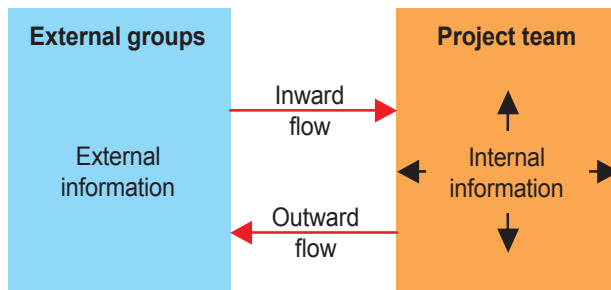 External groups
Project team
Inward
flow
External
information
Internal
information
Outward
flow